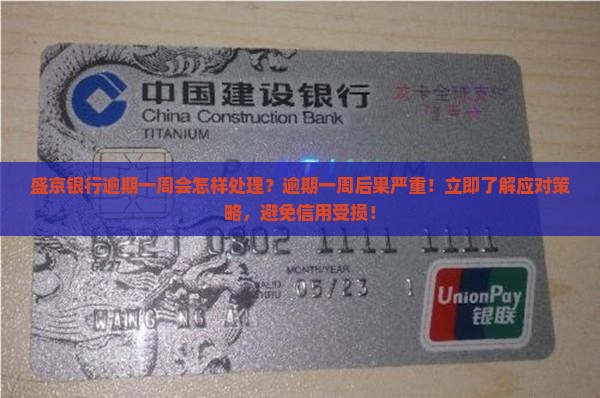 中国建设银行
China Construction Bank
TITANIUM
盛京银行逾期一周会怎样处理？逾期一周后果严重！立即了解应对策
略，避免信用受损！
0802 1111 1111
MONTH/YEAR
05/23
UnionPay
银联